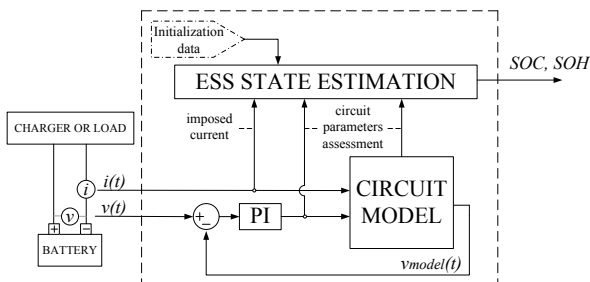 Initialization
data
ESS STATE ESTIMATION
SOC, SOH
imposed
current
circuit
parameters
assessment
CHARGER OR LOAD
i
i(t)
v
v(t)
+ −
BATTERY
+
−
PI
CIRCUIT
MODEL
vmodel(t)